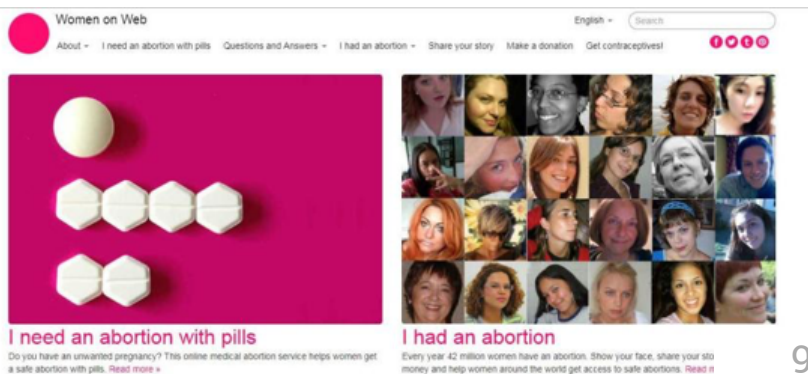 Women on Web
English
Search
About I need an abortion with pills Questions and Answers I had an abortion Share your story Make a donation Get contraceptives!
I need an abortion with pills
Do you have an unwanted pregnancy? This online medical abortion service helps women get
a safe abortion with pills. Read more »
I had an abortion
Every year 42 million women have an abortion. Show your face, share your sto
money and help women around the world get access to safe abortions. Read m
9